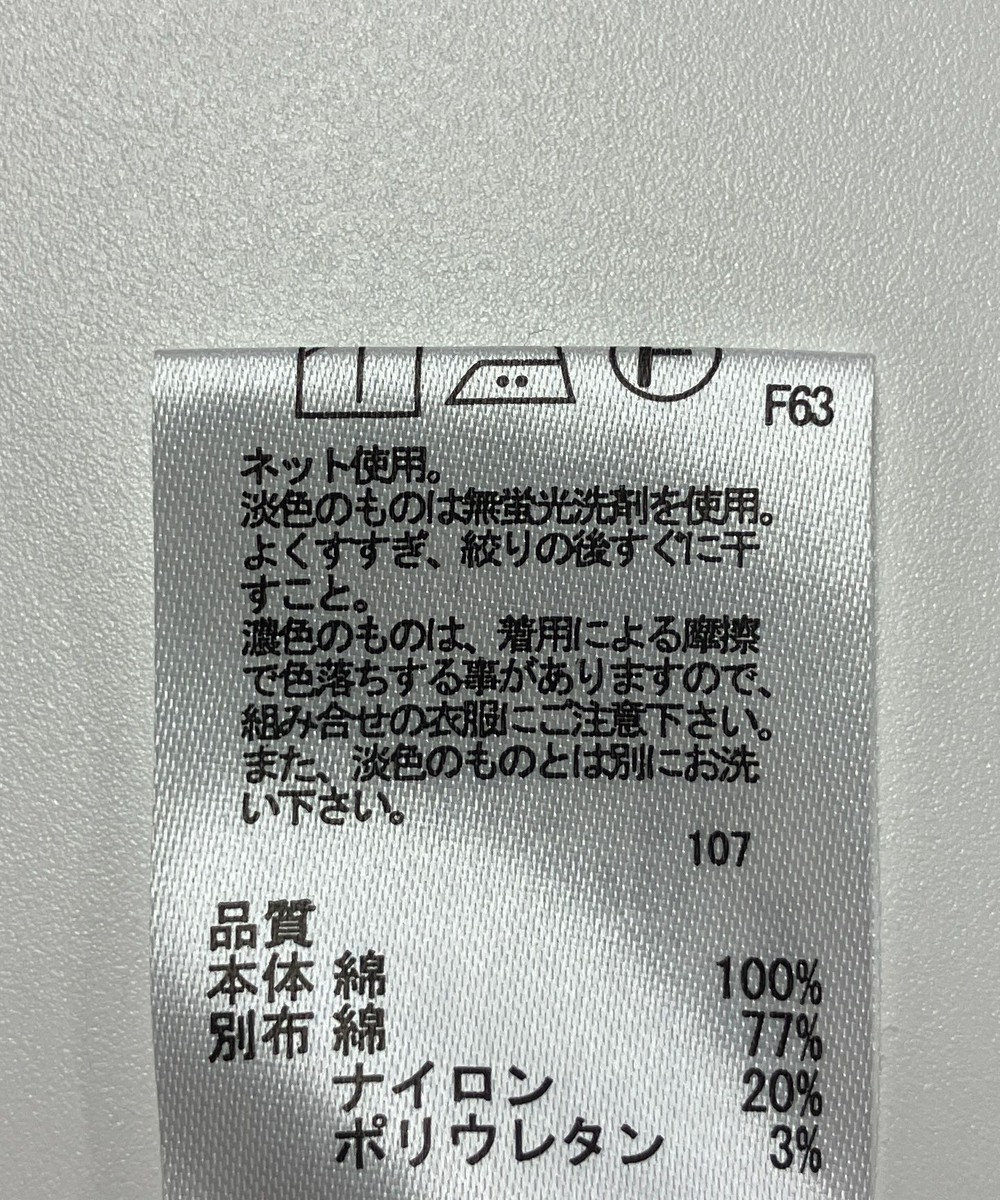 F63
ネット使用。
淡色のものは無蛍光洗剤を使用。
よくすすぎ、絞りの後すぐに干
すこと。
濃色のものは、着用による摩擦
で色落ちする事がありますので、
組み合せの衣服にご注意下さい。
また、淡色のものとは別にお洗
い下さい。
107
品質
本体 綿 100%
別布 綿 77%
ナイロン 20%
ポリウレタン 3%